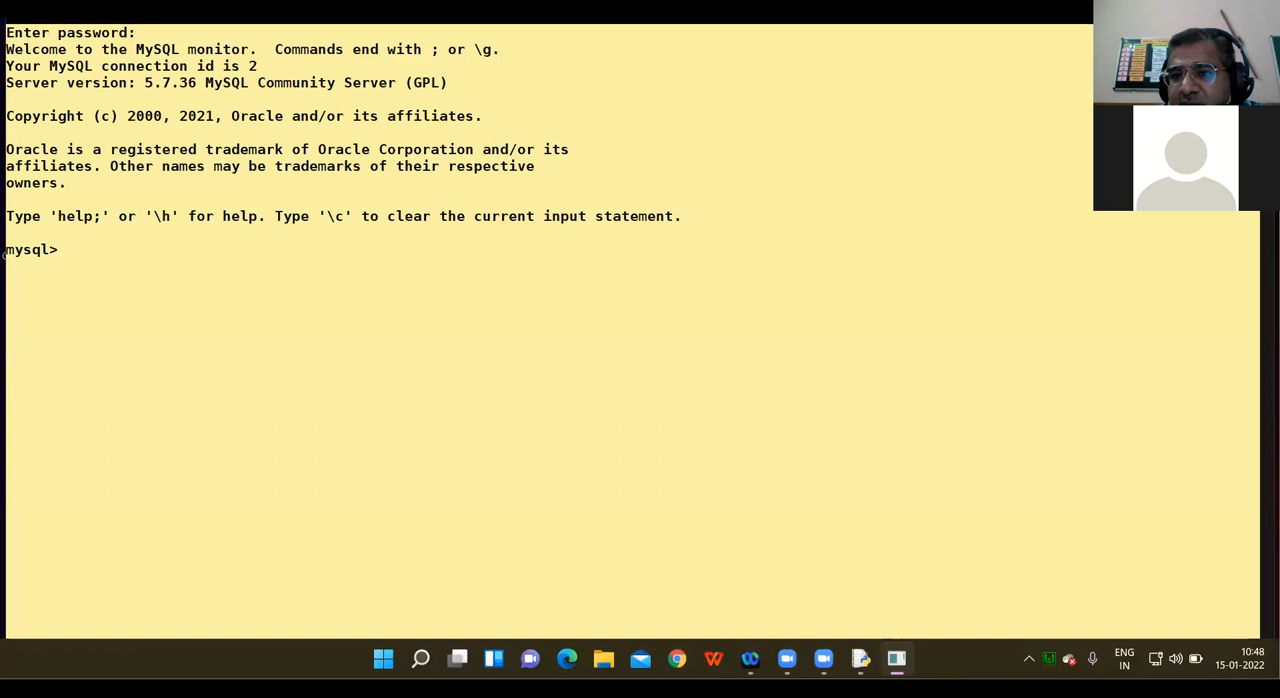 Enter password:
Welcome to the MySQL monitor.  Commands end with ; or \g.
Your MySQL connection id is 2
Server version: 5.7.36 MySQL Community Server (GPL)
Copyright (c) 2000, 2021, Oracle and/or its affiliates.
Oracle is a registered trademark of Oracle Corporation and/or its
affiliates. Other names may be trademarks of their respective
owners.
Type 'help;' or '\h' for help. Type '\c' to clear the current input statement.
mysql>
ENG
IN
10:48
15-01-2022